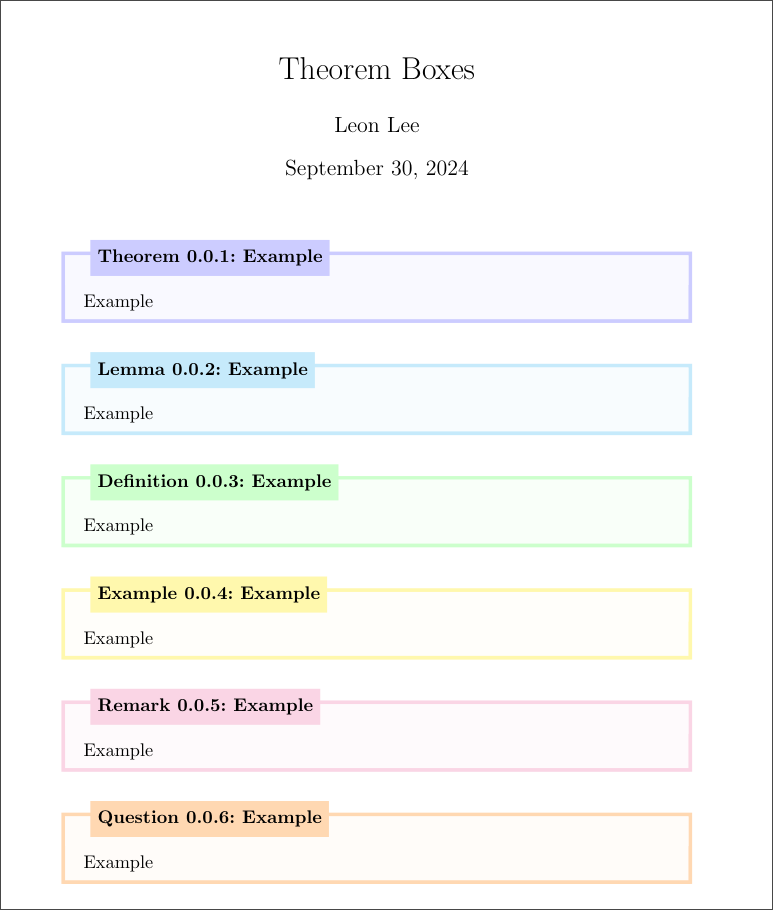 Theorem Boxes
Leon Lee
September 30, 2024
Theorem 0.0.1: Example
Example
Lemma 0.0.2: Example
Example
Definition 0.0.3: Example
Example
Example 0.0.4: Example
Example
Remark 0.0.5: Example
Example
Question 0.0.6: Example
Example